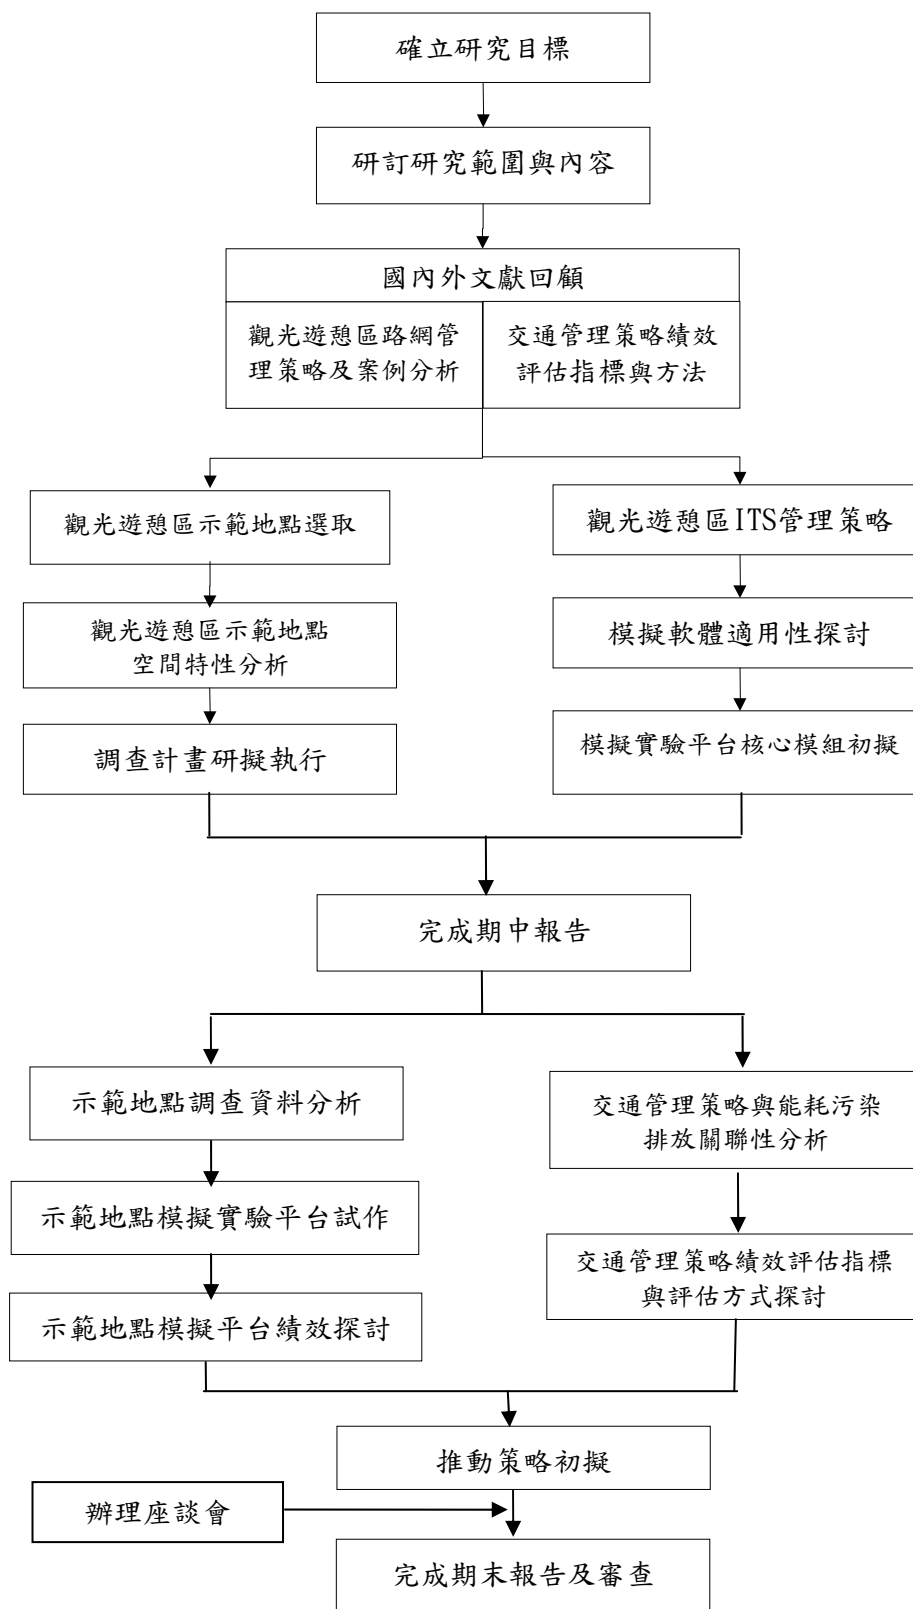 確立研究目標
研訂研究範圍與內容
國內外文獻回顧
觀光遊憩區路網管
理策略及案例分析
交通管理策略績效
評估指標與方法
觀光遊憩區示範地點選取
觀光遊憩區示範地點
空間特性分析
調查計畫研擬執行
觀光遊憩區ITS管理策略
模擬軟體適用性探討
模擬實驗平台核心模組初擬
完成期中報告
示範地點調查資料分析
示範地點模擬實驗平台試作
示範地點模擬平台績效探討
交通管理策略與能耗污染
排放關聯性分析
交通管理策略績效評估指標
與評估方式探討
推動策略初擬
辦理座談會
完成期末報告及審查